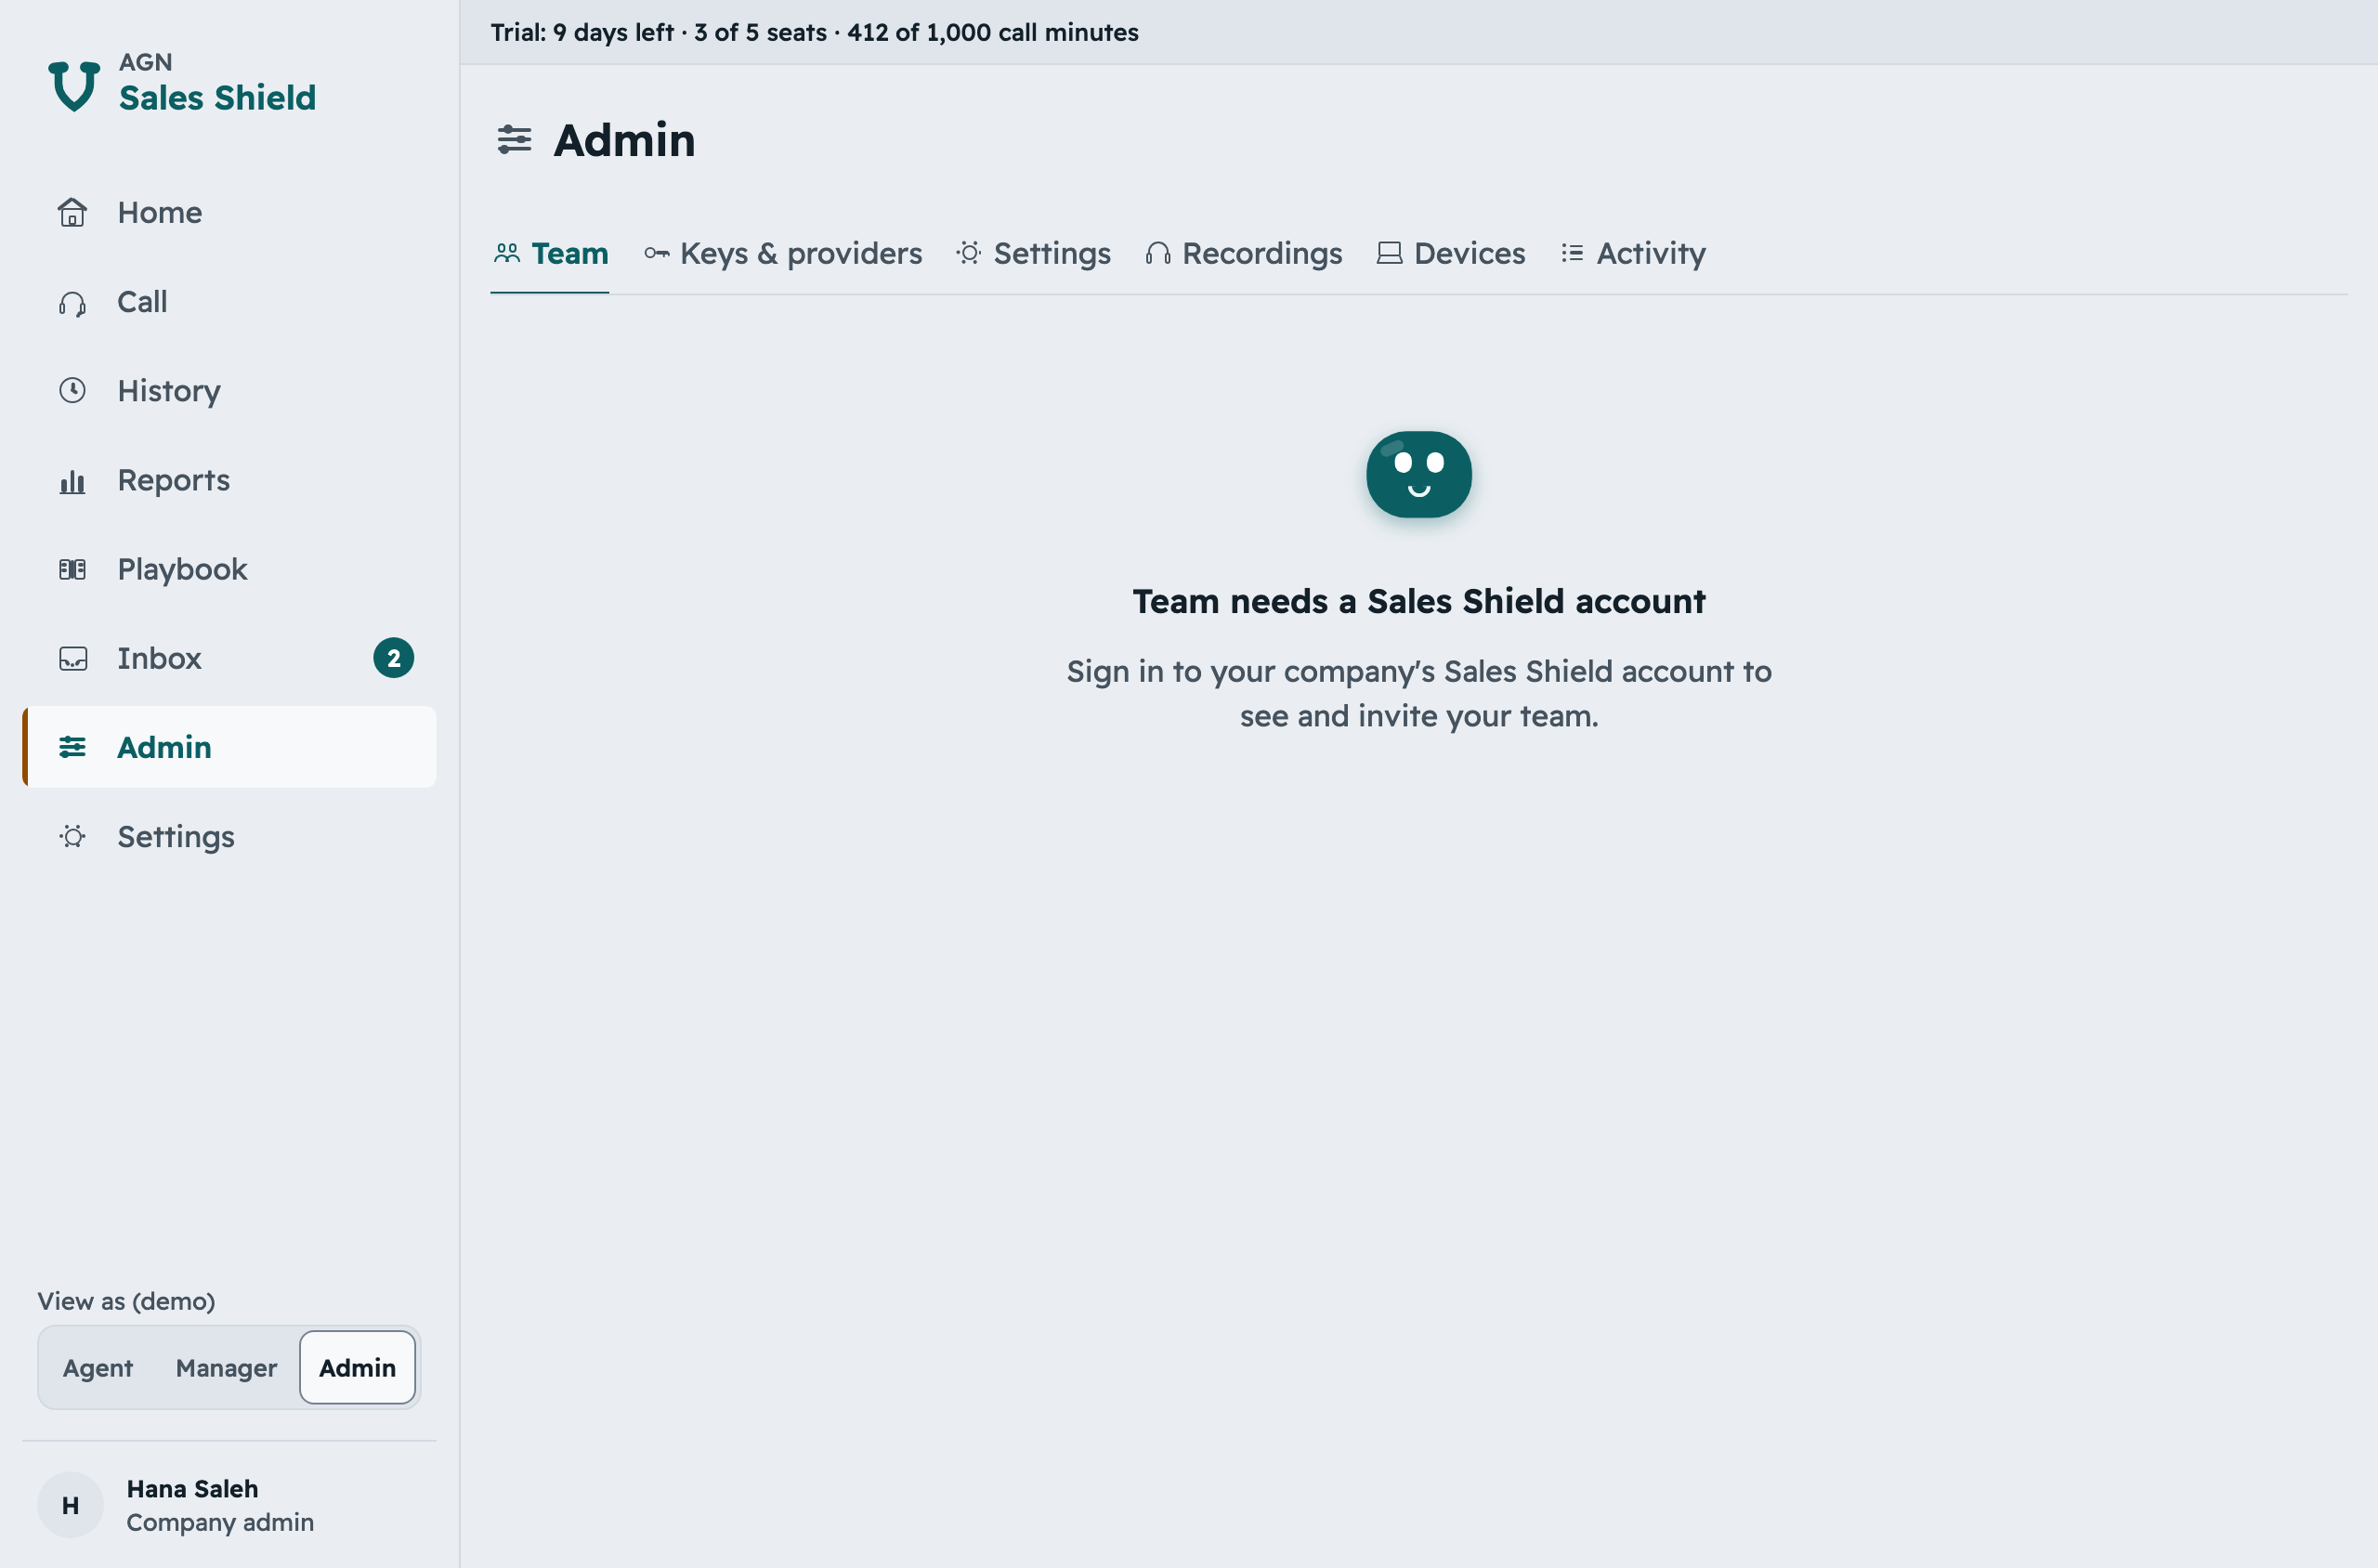 AGN
Sales Shield
Home
Call
History
Reports
Playbook
Inbox 2
Admin
Settings
View as (demo)
Agent Manager Admin
H
Hana Saleh
Company admin
Trial: 9 days left · 3 of 5 seats · 412 of 1,000 call minutes
Admin
Team Keys & providers Settings Recordings Devices Activity
Team needs a Sales Shield account
Sign in to your company's Sales Shield account to
see and invite your team.